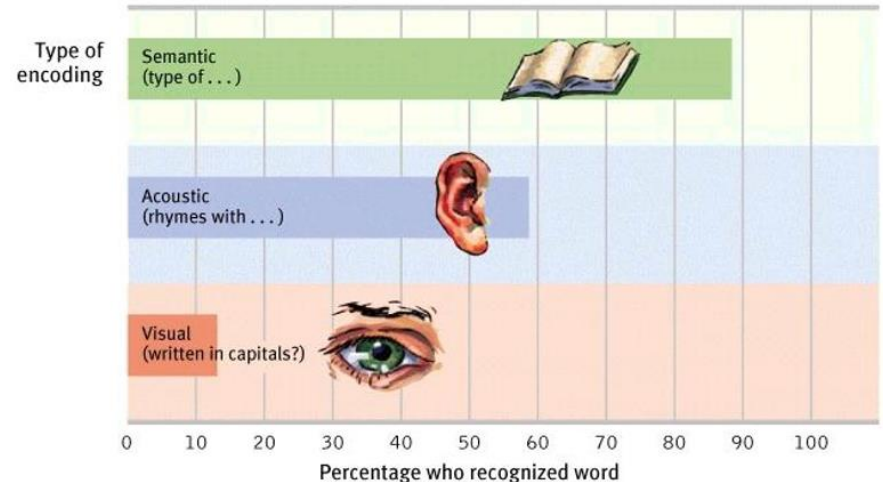 Type of
encoding
Semantic
(type of . . . )
Acoustic
(rhymes with . . . )
Visual
(written in capitals?)
0 10 20 30 40 50 60 70 80 90 100
Percentage who recognized word